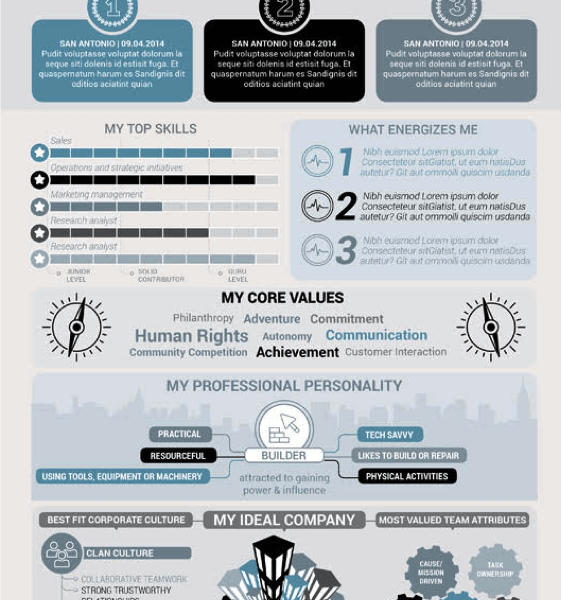 1
2
3
SAN ANTONIO | 09.04.2014
Pudit voluptasse voluptat dolorum la
seque siti dolenis id estisit fuga. Et
quaspernatum harum es Sandignis dit
oditios aciatint quian
SAN ANTONIO | 09.04.2014
Pudit voluptasse voluptat dolorum la
seque siti dolenis id estisit fuga. Et
quaspernatum harum es Sandignis dit
oditios aciatint quian
SAN ANTONIO | 09.04.2014
Pudit voluptasse voluptat dolorum la
seque siti dolenis id estisit fuga. Et
quaspernatum harum es Sandignis dit
oditios aciatint quian
MY TOP SKILLS
Sales
Operations and strategic initiatives
Marketing management
Research analyst
Research analyst
JUNIOR
LEVEL
SOLID
CONTRIBUTOR
GURU
LEVEL
WHAT ENERGIZES ME
1
Nibh euismod Lorem ipsum dolor
Consecteteur sitGiatist, ut eum natisDus
autetur? Git aut ommolli quiscim usdanda
2
Nibh euismod Lorem ipsum dolor
Consecteteur sitGiatist, ut eum natisDus
autetur? Git aut ommolli quiscim usdanda
3
Nibh euismod Lorem ipsum dolor
Consecteteur sitGiatist, ut eum natisDus
autetur? Git aut ommolli quiscim usdanda
MY CORE VALUES
Philanthropy Adventure Commitment
Human Rights Autonomy Communication
Community Competition Achievement Customer Interaction
MY PROFESSIONAL PERSONALITY
PRACTICAL
RESOURCEFUL
USING TOOLS, EQUIPMENT OR MACHINERY
BUILDER
attracted to gaining
power & influence
TECH SAVVY
LIKES TO BUILD OR REPAIR
PHYSICAL ACTIVITIES
BEST FIT CORPORATE CULTURE
MY IDEAL COMPANY
MOST VALUED TEAM ATTRIBUTES
CLAN CULTURE
COLLABORATIVE TEAMWORK
STRONG TRUSTWORTHY
RELATIONSHIPS
CAUSE/
MISSION
DRIVEN
TASK
OWNERSHIP